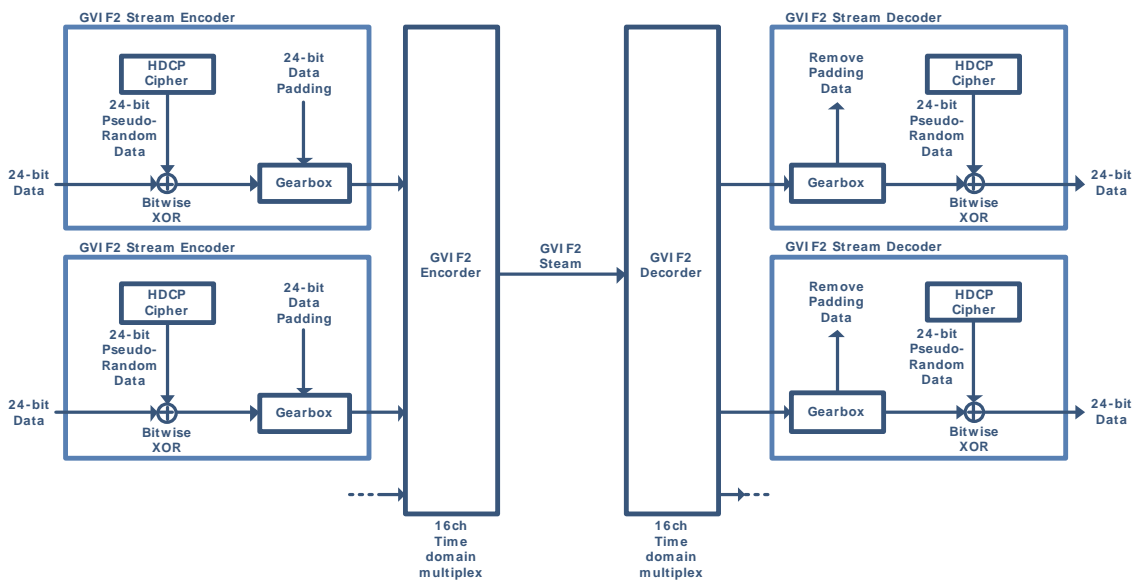 GVIF2 Stream Encoder
HDCP
Cipher
24-bit
Data
Padding
24-bit
Pseudo-
Random
Data
24-bit
Data
Gearbox
Bitwise
XOR
GVIF2 Stream Encoder
HDCP
Cipher
24-bit
Data
Padding
24-bit
Pseudo-
Random
Data
24-bit
Data
Gearbox
Bitwise
XOR
GVIF2
Encorder
16ch
Time
domain
multiplex
GVIF2
Steam
GVIF2
Decorder
16ch
Time
domain
multiplex
GVIF2 Stream Decoder
Remove
Padding
Data
HDCP
Cipher
24-bit
Pseudo-
Random
Data
Gearbox
Bitwise
XOR
24-bit
Data
GVIF2 Stream Decoder
Remove
Padding
Data
HDCP
Cipher
24-bit
Pseudo-
Random
Data
Gearbox
Bitwise
XOR
24-bit
Data